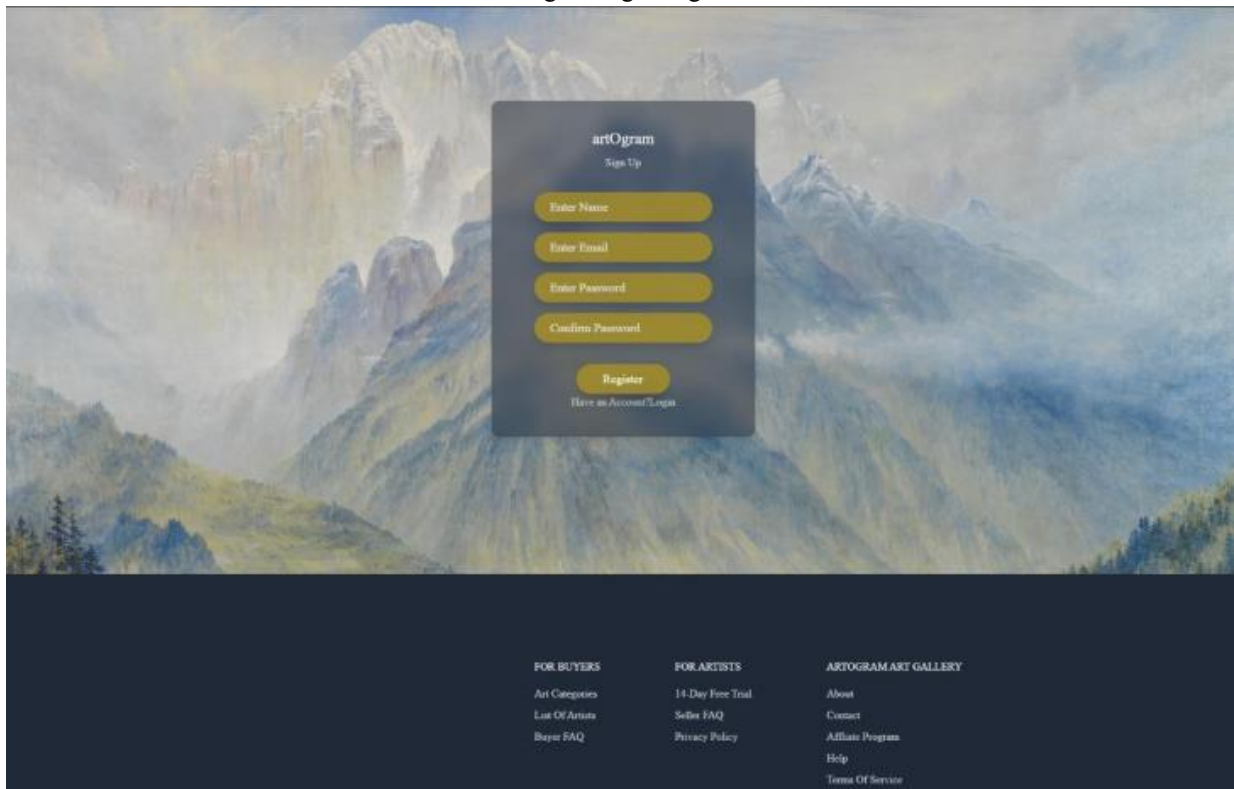 artOgram
Sign Up
Enter Name
Enter Email
Enter Password
Confirm Password
Register
Have an Account?Login
FOR BUYERS
Art Categories
List Of Artists
Buyer FAQ
FOR ARTISTS
14-Day Free Trial
Seller FAQ
Privacy Policy
ARTOGRAM ART GALLERY
About
Contact
Affliate Program
Help
Terms Of Service